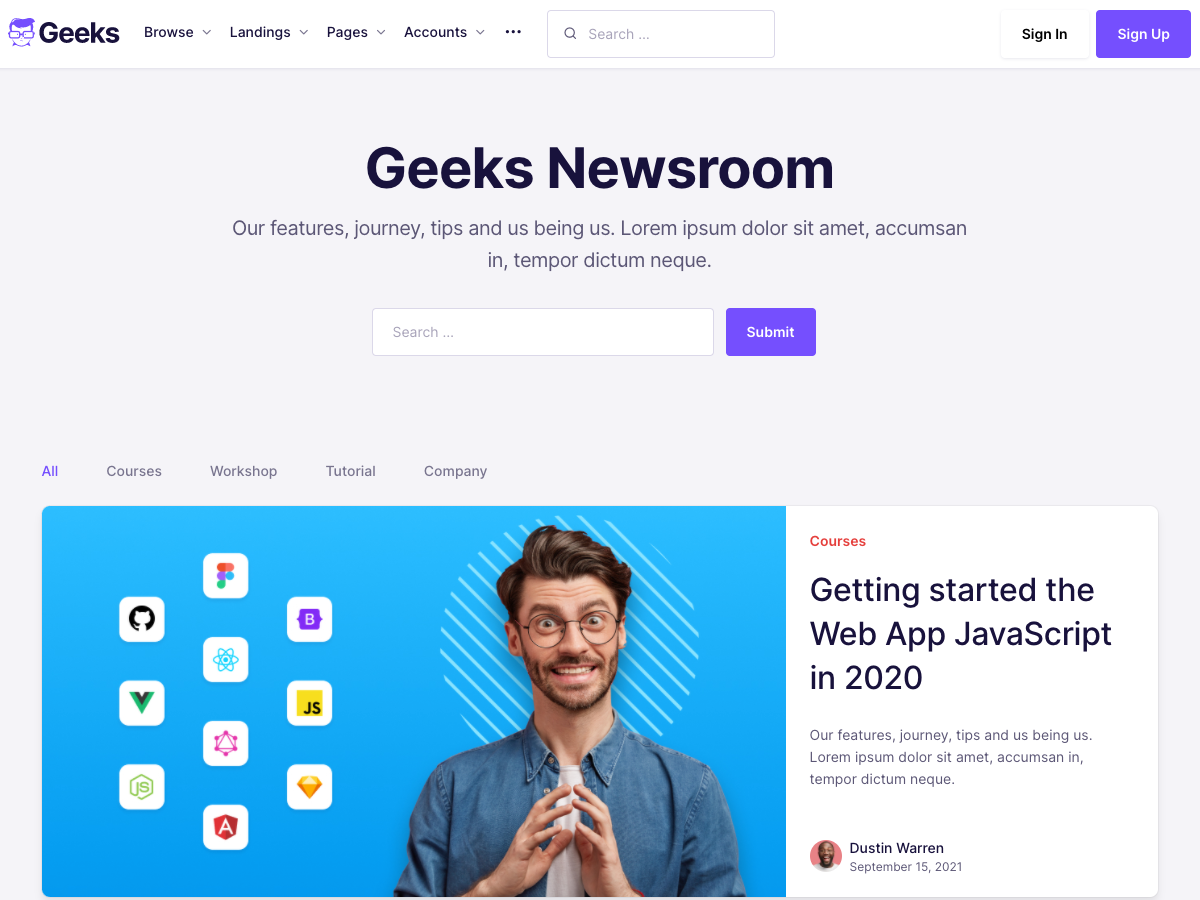 Geeks
Browse
Landings
Pages
Accounts
Search ...
Sign In
Sign Up
Geeks Newsroom
Our features, journey, tips and us being us. Lorem ipsum dolor sit amet, accumsan
in, tempor dictum neque.
Search ...
Submit
All
Courses
Workshop
Tutorial
Company
B
JS
JS
A
Courses
Getting started the
Web App JavaScript
in 2020
Our features, journey, tips and us being us.
Lorem ipsum dolor sit amet, accumsan in,
tempor dictum neque.
Dustin Warren
September 15, 2021